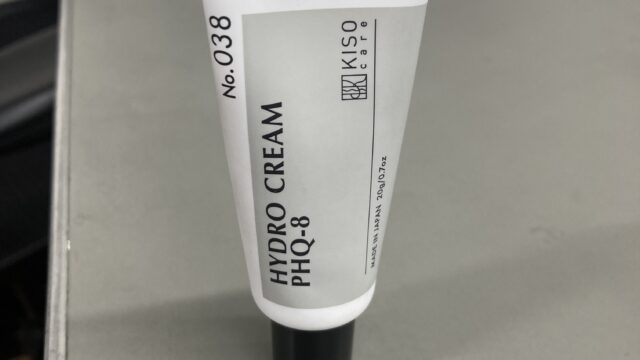 No.038
HYDRO CREAM
PHQ-8
KISO
care
MADE IN JAPAN 20g/0.7oz